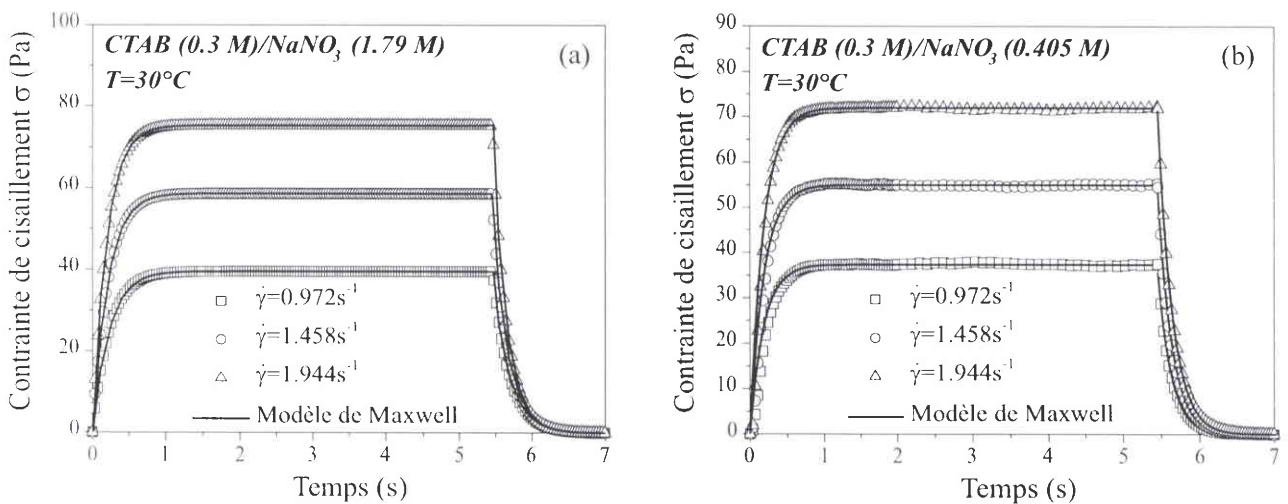 CTAB (0.3 M)/NaNO3 (1.79 M)
T=30°C
(a)
Contrainte de cisaillement σ (Pa)
100
80
60
40
20
0
γ̇=0.972s-1
γ̇=1.458s-1
γ̇=1.944s-1
Modèle de Maxwell
0 1 2 3 4 5 6 7
Temps (s)
CTAB (0.3 M)/NaNO3 (0.405 M)
T=30°C
(b)
Contrainte de cisaillement σ (Pa)
90
80
70
60
50
40
30
20
10
0
γ̇=0.972s-1
γ̇=1.458s-1
γ̇=1.944s-1
Modèle de Maxwell
0 1 2 3 4 5 6 7
Temps (s)